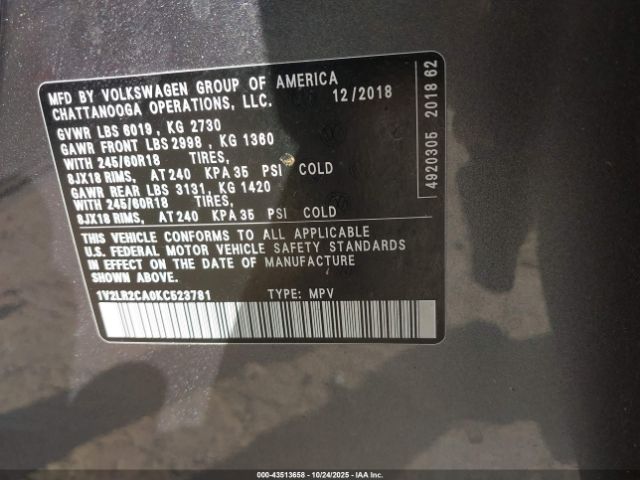 MFD BY VOLKSWAGEN GROUP OF AMERICA
CHATTANOOGA OPERATIONS, LLC. 12/2018
GVWR LBS 6019 , KG 2730
GAWR FRONT LBS 2998 , KG 1360
WITH 245/60R18 TIRES,
8JX18 RIMS, AT 240 KPA 35 PSI COLD
GAWR REAR LBS 3131, KG 1420
WITH 245/60R18 TIRES,
8JX18 RIMS, AT 240 KPA 35 PSI COLD
THIS VEHICLE CONFORMS TO ALL APPLICABLE
U.S. FEDERAL MOTOR VEHICLE SAFETY STANDARDS
IN EFFECT ON THE DATE OF MANUFACTURE
SHOWN ABOVE.
1V2LR2CA0KC523781 TYPE: MPV
4920305 2018 62
000-43513658 - 10/24/2025 - IAA Inc.